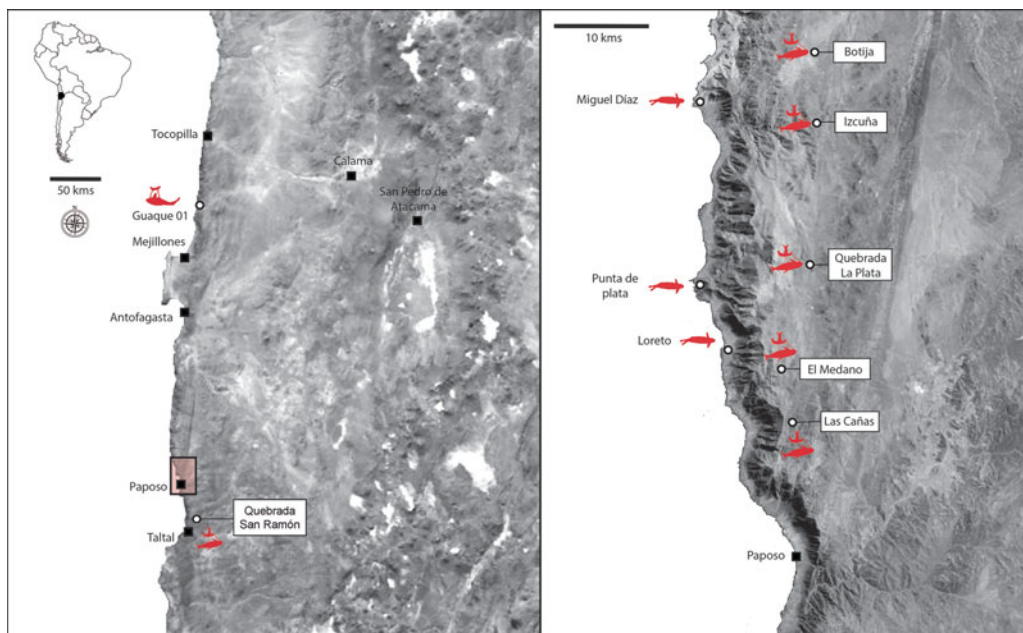 Tocopilla
Calama
San Pedro de
Atacama
50 kms
N
Guaque 01
Mejillones
Antofagasta
Paposo
Quebrada
San Ramón
Taltal
10 kms
Botija
Miguel Díaz
Izcuña
Quebrada
La Plata
Punta de
plata
Loreto
El Medano
Las Cañas
Paposo